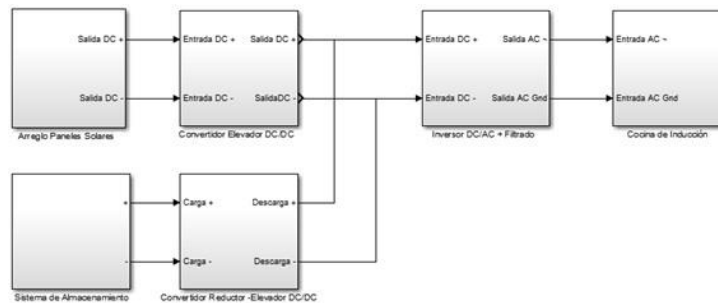 Salida DC +
Salida DC -
Arreglo Paneles Solares
Entrada DC +
Salida DC +
Entrada DC -
SalidaDC -
Convertidor Elevador DC/DC
Entrada DC +
Salida AC ~
Entrada DC -
Salida AC Gnd
Inversor DC/AC + Filtrado
Entrada AC ~
Entrada AC Gnd
Cocina de Inducción
+
-
Sistema de Almacenamiento
Carga +
Descarga +
Carga -
Descarga -
Convertidor Reductor -Elevador DC/DC